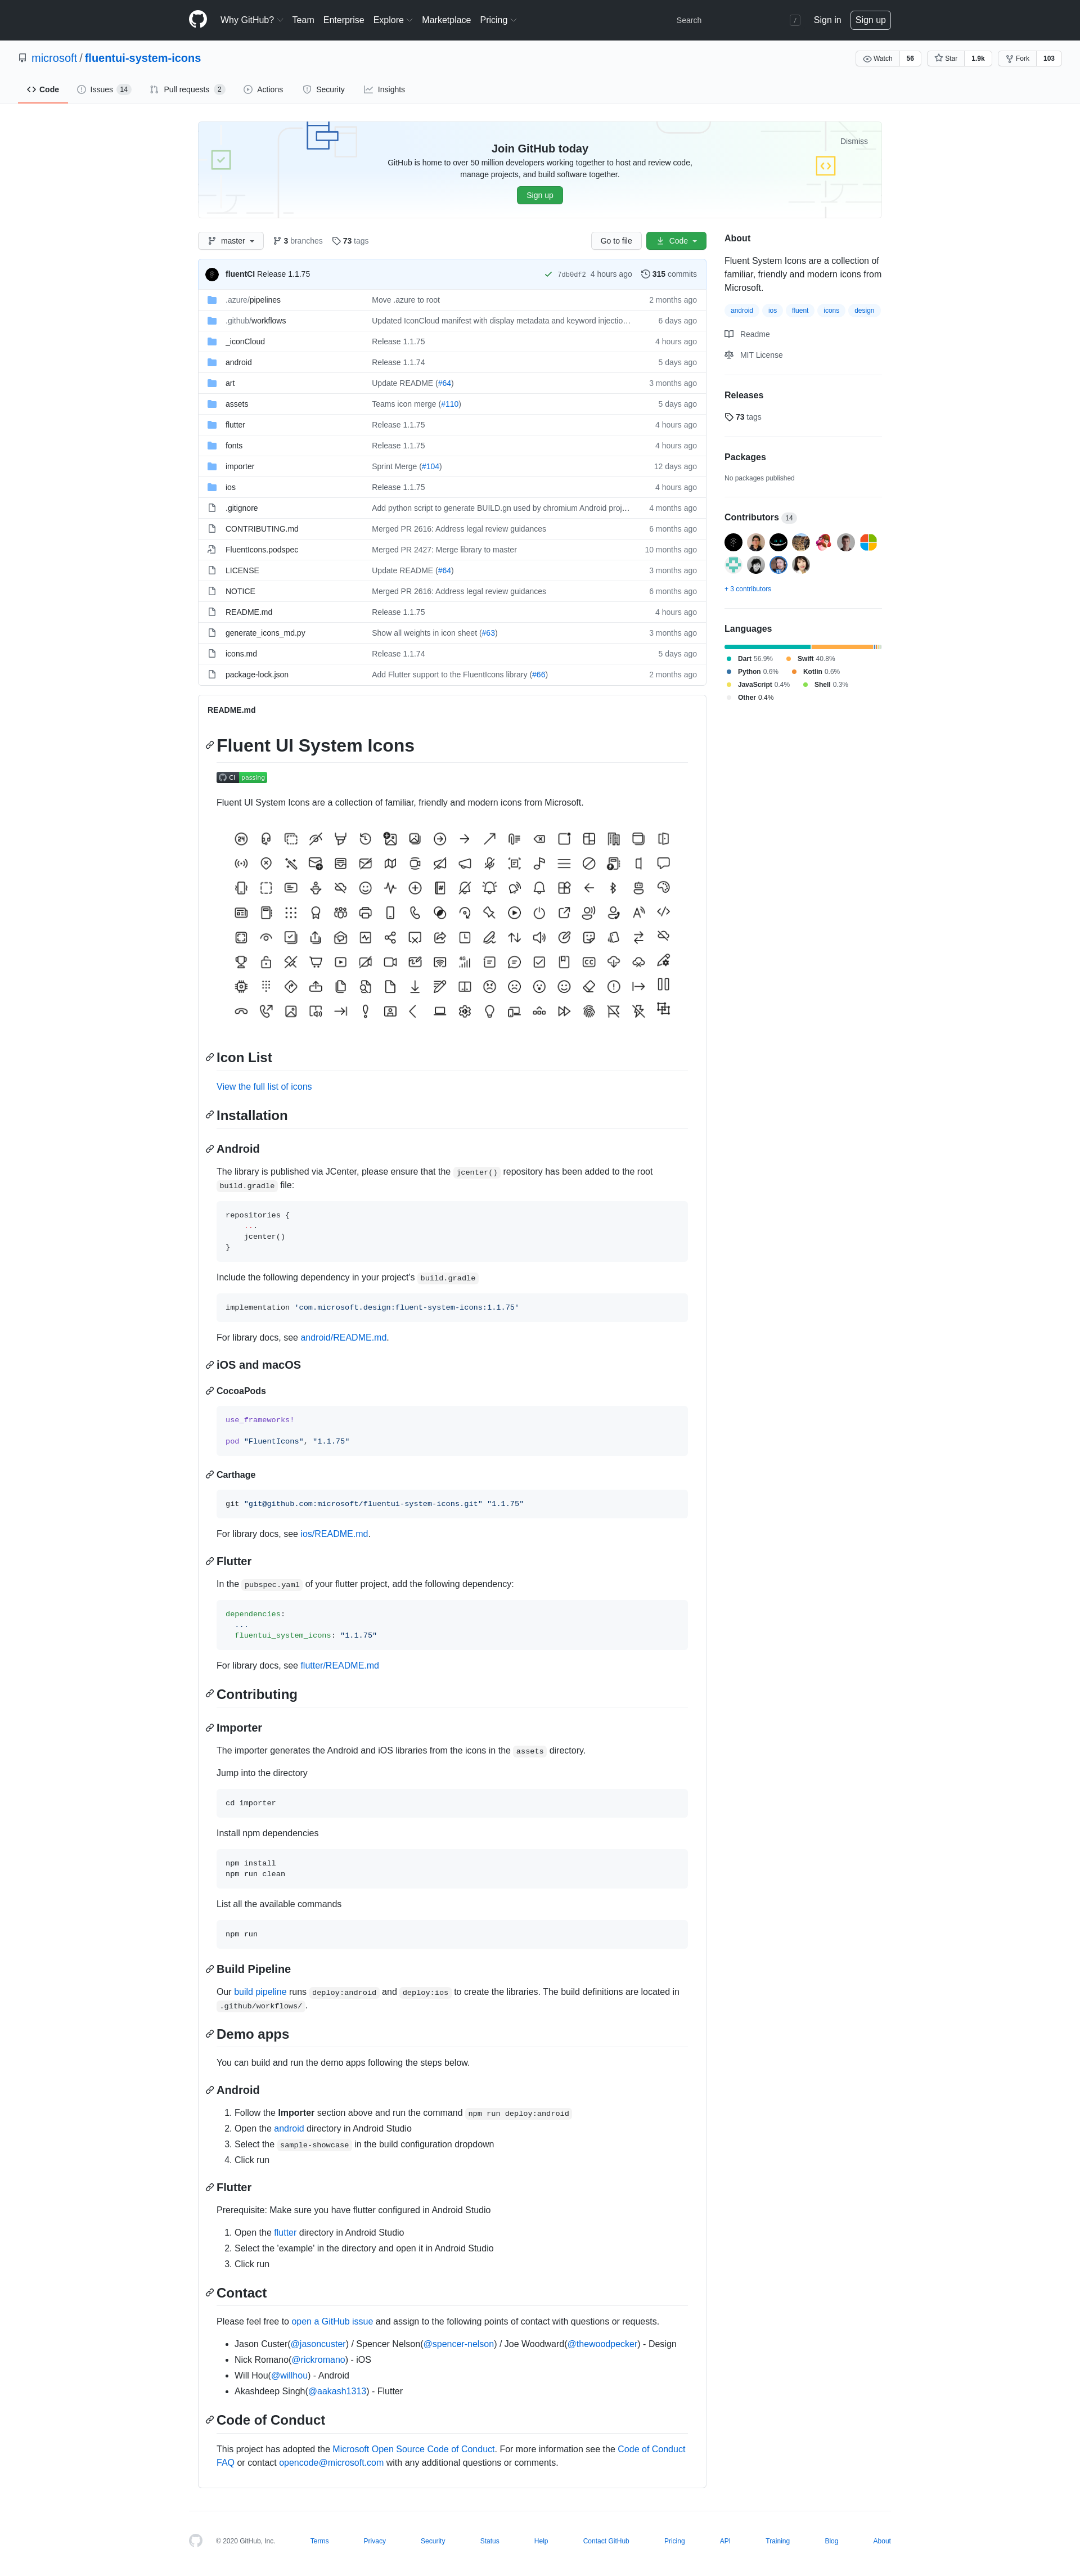 Why GitHub? Team Enterprise Explore Marketplace Pricing Search / Sign in Sign up
microsoft / fluentui-system-icons
Watch 56 Star 1.9k Fork 103
Code Issues 14 Pull requests 2 Actions Security Insights
Join GitHub today
Dismiss
GitHub is home to over 50 million developers working together to host and review code,
manage projects, and build software together.
Sign up
master 3 branches 73 tags Go to file Code
fluentCI Release 1.1.75 7db0df2 4 hours ago 315 commits
.azure/pipelines Move .azure to root 2 months ago
.github/workflows Updated IconCloud manifest with display metadata and keyword injectio… 6 days ago
_iconCloud Release 1.1.75 4 hours ago
android Release 1.1.74 5 days ago
art Update README (#64) 3 months ago
assets Teams icon merge (#110) 5 days ago
flutter Release 1.1.75 4 hours ago
fonts Release 1.1.75 4 hours ago
importer Sprint Merge (#104) 12 days ago
ios Release 1.1.75 4 hours ago
.gitignore Add python script to generate BUILD.gn used by chromium Android proj… 4 months ago
CONTRIBUTING.md Merged PR 2616: Address legal review guidances 6 months ago
FluentIcons.podspec Merged PR 2427: Merge library to master 10 months ago
LICENSE Update README (#64) 3 months ago
NOTICE Merged PR 2616: Address legal review guidances 6 months ago
README.md Release 1.1.75 4 hours ago
generate_icons_md.py Show all weights in icon sheet (#63) 3 months ago
icons.md Release 1.1.74 5 days ago
package-lock.json Add Flutter support to the FluentIcons library (#66) 2 months ago
About
Fluent System Icons are a collection of
familiar, friendly and modern icons from
Microsoft.
android ios fluent icons design
Readme
MIT License
Releases
73 tags
Packages
No packages published
Contributors 14
+ 3 contributors
Languages
Dart 56.9% Swift 40.8%
Python 0.6% Kotlin 0.6%
JavaScript 0.4% Shell 0.3%
Other 0.4%
README.md
Fluent UI System Icons
CI passing
Fluent UI System Icons are a collection of familiar, friendly and modern icons from Microsoft.
Icon List
View the full list of icons
Installation
Android
The library is published via JCenter, please ensure that the jcenter() repository has been added to the root
build.gradle file:
repositories {
...
jcenter()
}
Include the following dependency in your project's build.gradle
implementation 'com.microsoft.design:fluent-system-icons:1.1.75'
For library docs, see android/README.md.
iOS and macOS
CocoaPods
use_frameworks!
pod "FluentIcons", "1.1.75"
Carthage
git "git@github.com:microsoft/fluentui-system-icons.git" "1.1.75"
For library docs, see ios/README.md.
Flutter
In the pubspec.yaml of your flutter project, add the following dependency:
dependencies:
...
fluentui_system_icons: "1.1.75"
For library docs, see flutter/README.md
Contributing
Importer
The importer generates the Android and iOS libraries from the icons in the assets directory.
Jump into the directory
cd importer
Install npm dependencies
npm install
npm run clean
List all the available commands
npm run
Build Pipeline
Our build pipeline runs deploy:android and deploy:ios to create the libraries. The build definitions are located in
.github/workflows/ .
Demo apps
You can build and run the demo apps following the steps below.
Android
1. Follow the Importer section above and run the command npm run deploy:android
2. Open the android directory in Android Studio
3. Select the sample-showcase in the build configuration dropdown
4. Click run
Flutter
Prerequisite: Make sure you have flutter configured in Android Studio
1. Open the flutter directory in Android Studio
2. Select the 'example' in the directory and open it in Android Studio
3. Click run
Contact
Please feel free to open a GitHub issue and assign to the following points of contact with questions or requests.
• Jason Custer(@jasoncuster) / Spencer Nelson(@spencer-nelson) / Joe Woodward(@thewoodpecker) - Design
• Nick Romano(@rickromano) - iOS
• Will Hou(@willhou) - Android
• Akashdeep Singh(@aakash1313) - Flutter
Code of Conduct
This project has adopted the Microsoft Open Source Code of Conduct. For more information see the Code of Conduct
FAQ or contact opencode@microsoft.com with any additional questions or comments.
© 2020 GitHub, Inc. Terms Privacy Security Status Help Contact GitHub Pricing API Training Blog About